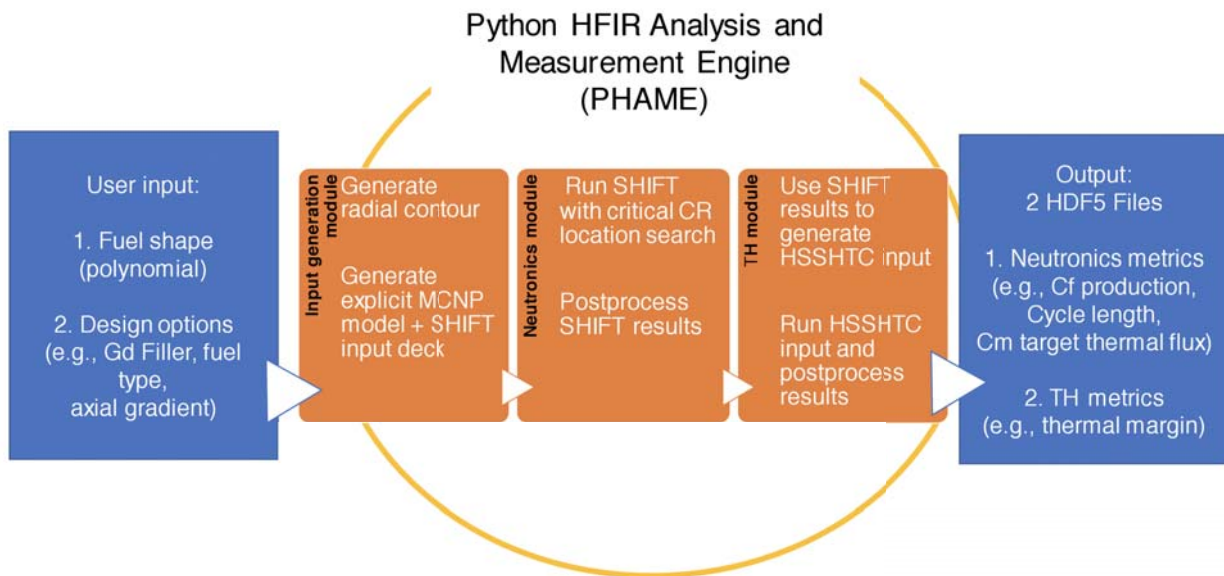 Python HFIR Analysis and
Measurement Engine
(PHAME)
User input:
1. Fuel shape
(polynomial)
2. Design options
(e.g., Gd Filler, fuel
type,
axial gradient)
Input generation
module
Generate
radial contour
Generate
explicit MCNP
model + SHIFT
input deck
Neutronics module
Run SHIFT
with critical CR
location search
Postprocess
SHIFT results
TH module
Use SHIFT
results to
generate
HSSHTC input
Run HSSHTC
input and
postprocess
results
Output:
2 HDF5 Files
1. Neutronics metrics
(e.g., Cf production,
Cycle length,
Cm target thermal flux)
2. TH metrics
(e.g., thermal margin)